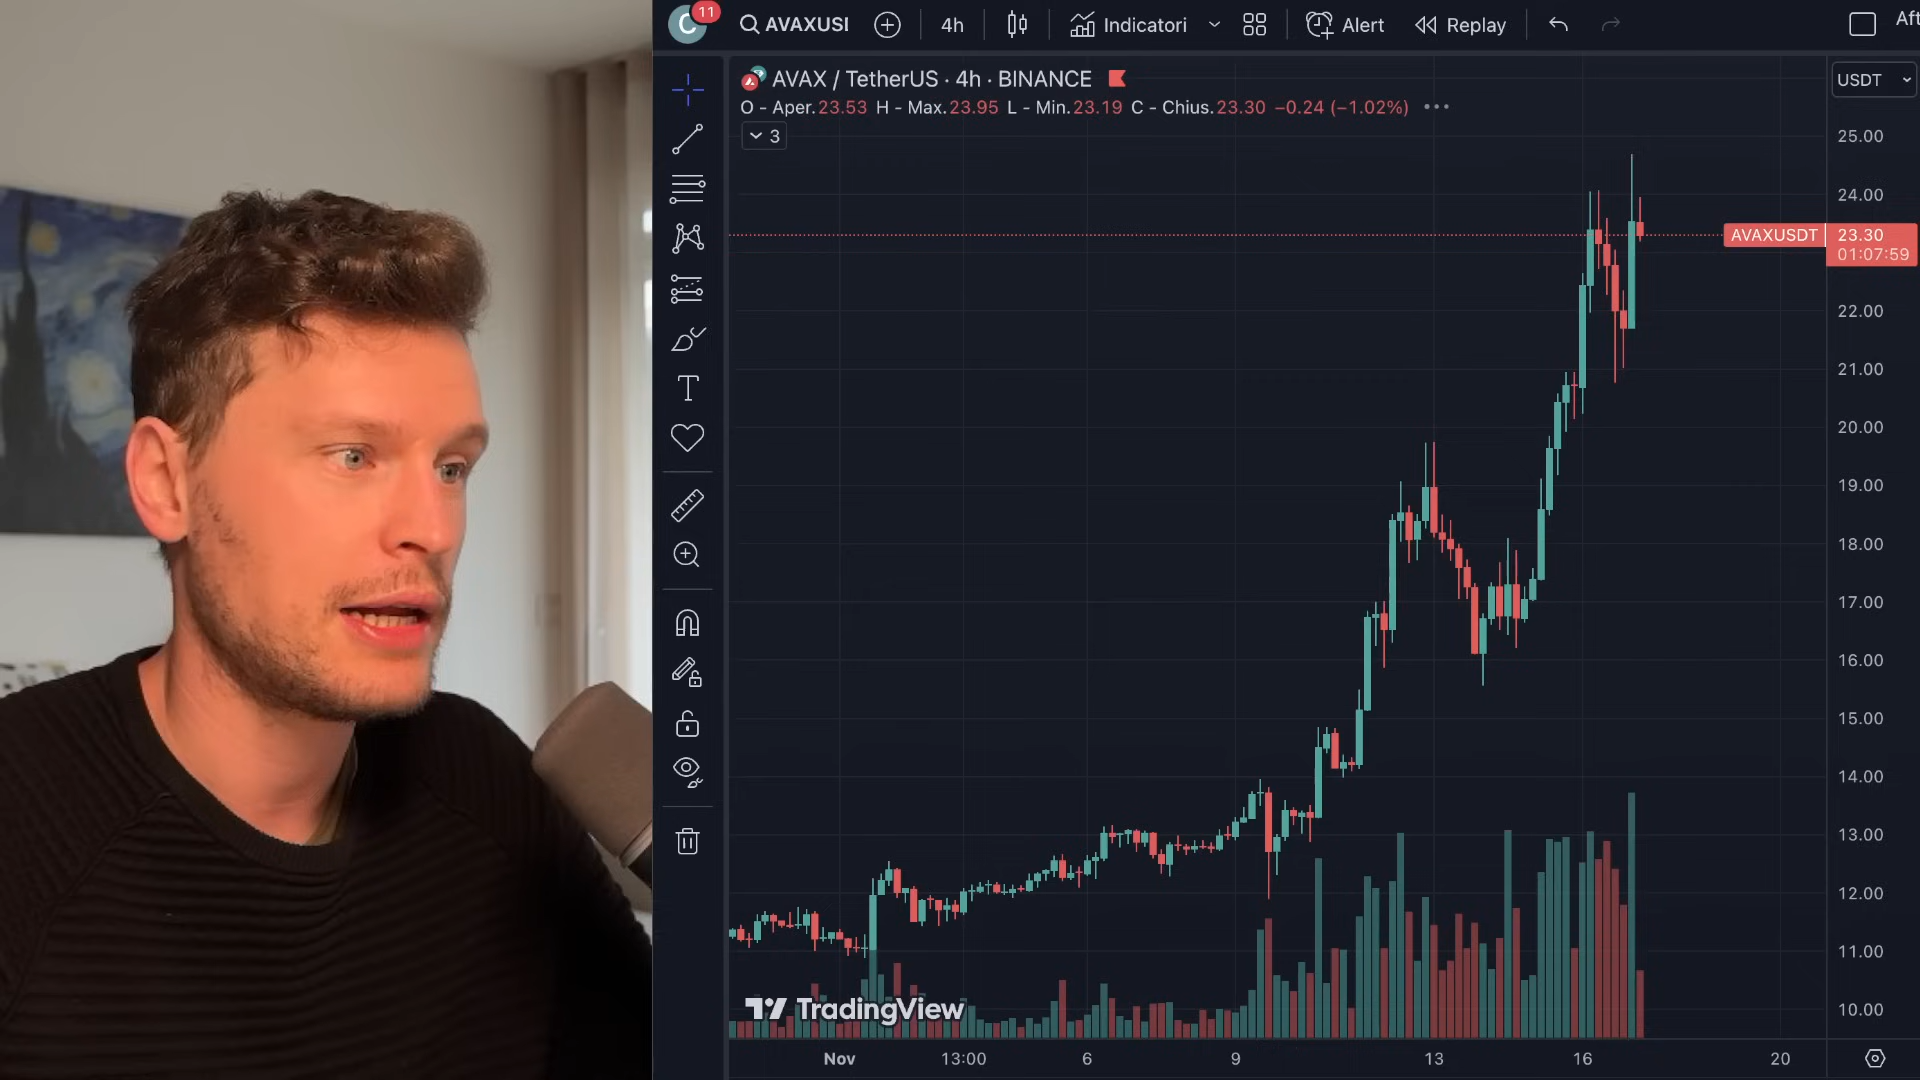 C 11 AVAXUSI 4h Indicatori Alert Replay Aft
AVAX / TetherUS · 4h · BINANCE
USDT
O - Aper.23.53 H - Max.23.95 L - Min.23.19 C - Chius.23.30 −0.24 (−1.02%)
3
25.00
24.00
AVAXUSDT 23.30
01:07:59
22.00
21.00
20.00
19.00
18.00
17.00
16.00
15.00
14.00
13.00
12.00
11.00
10.00
TradingView
Nov 13:00 6 9 13 16 20